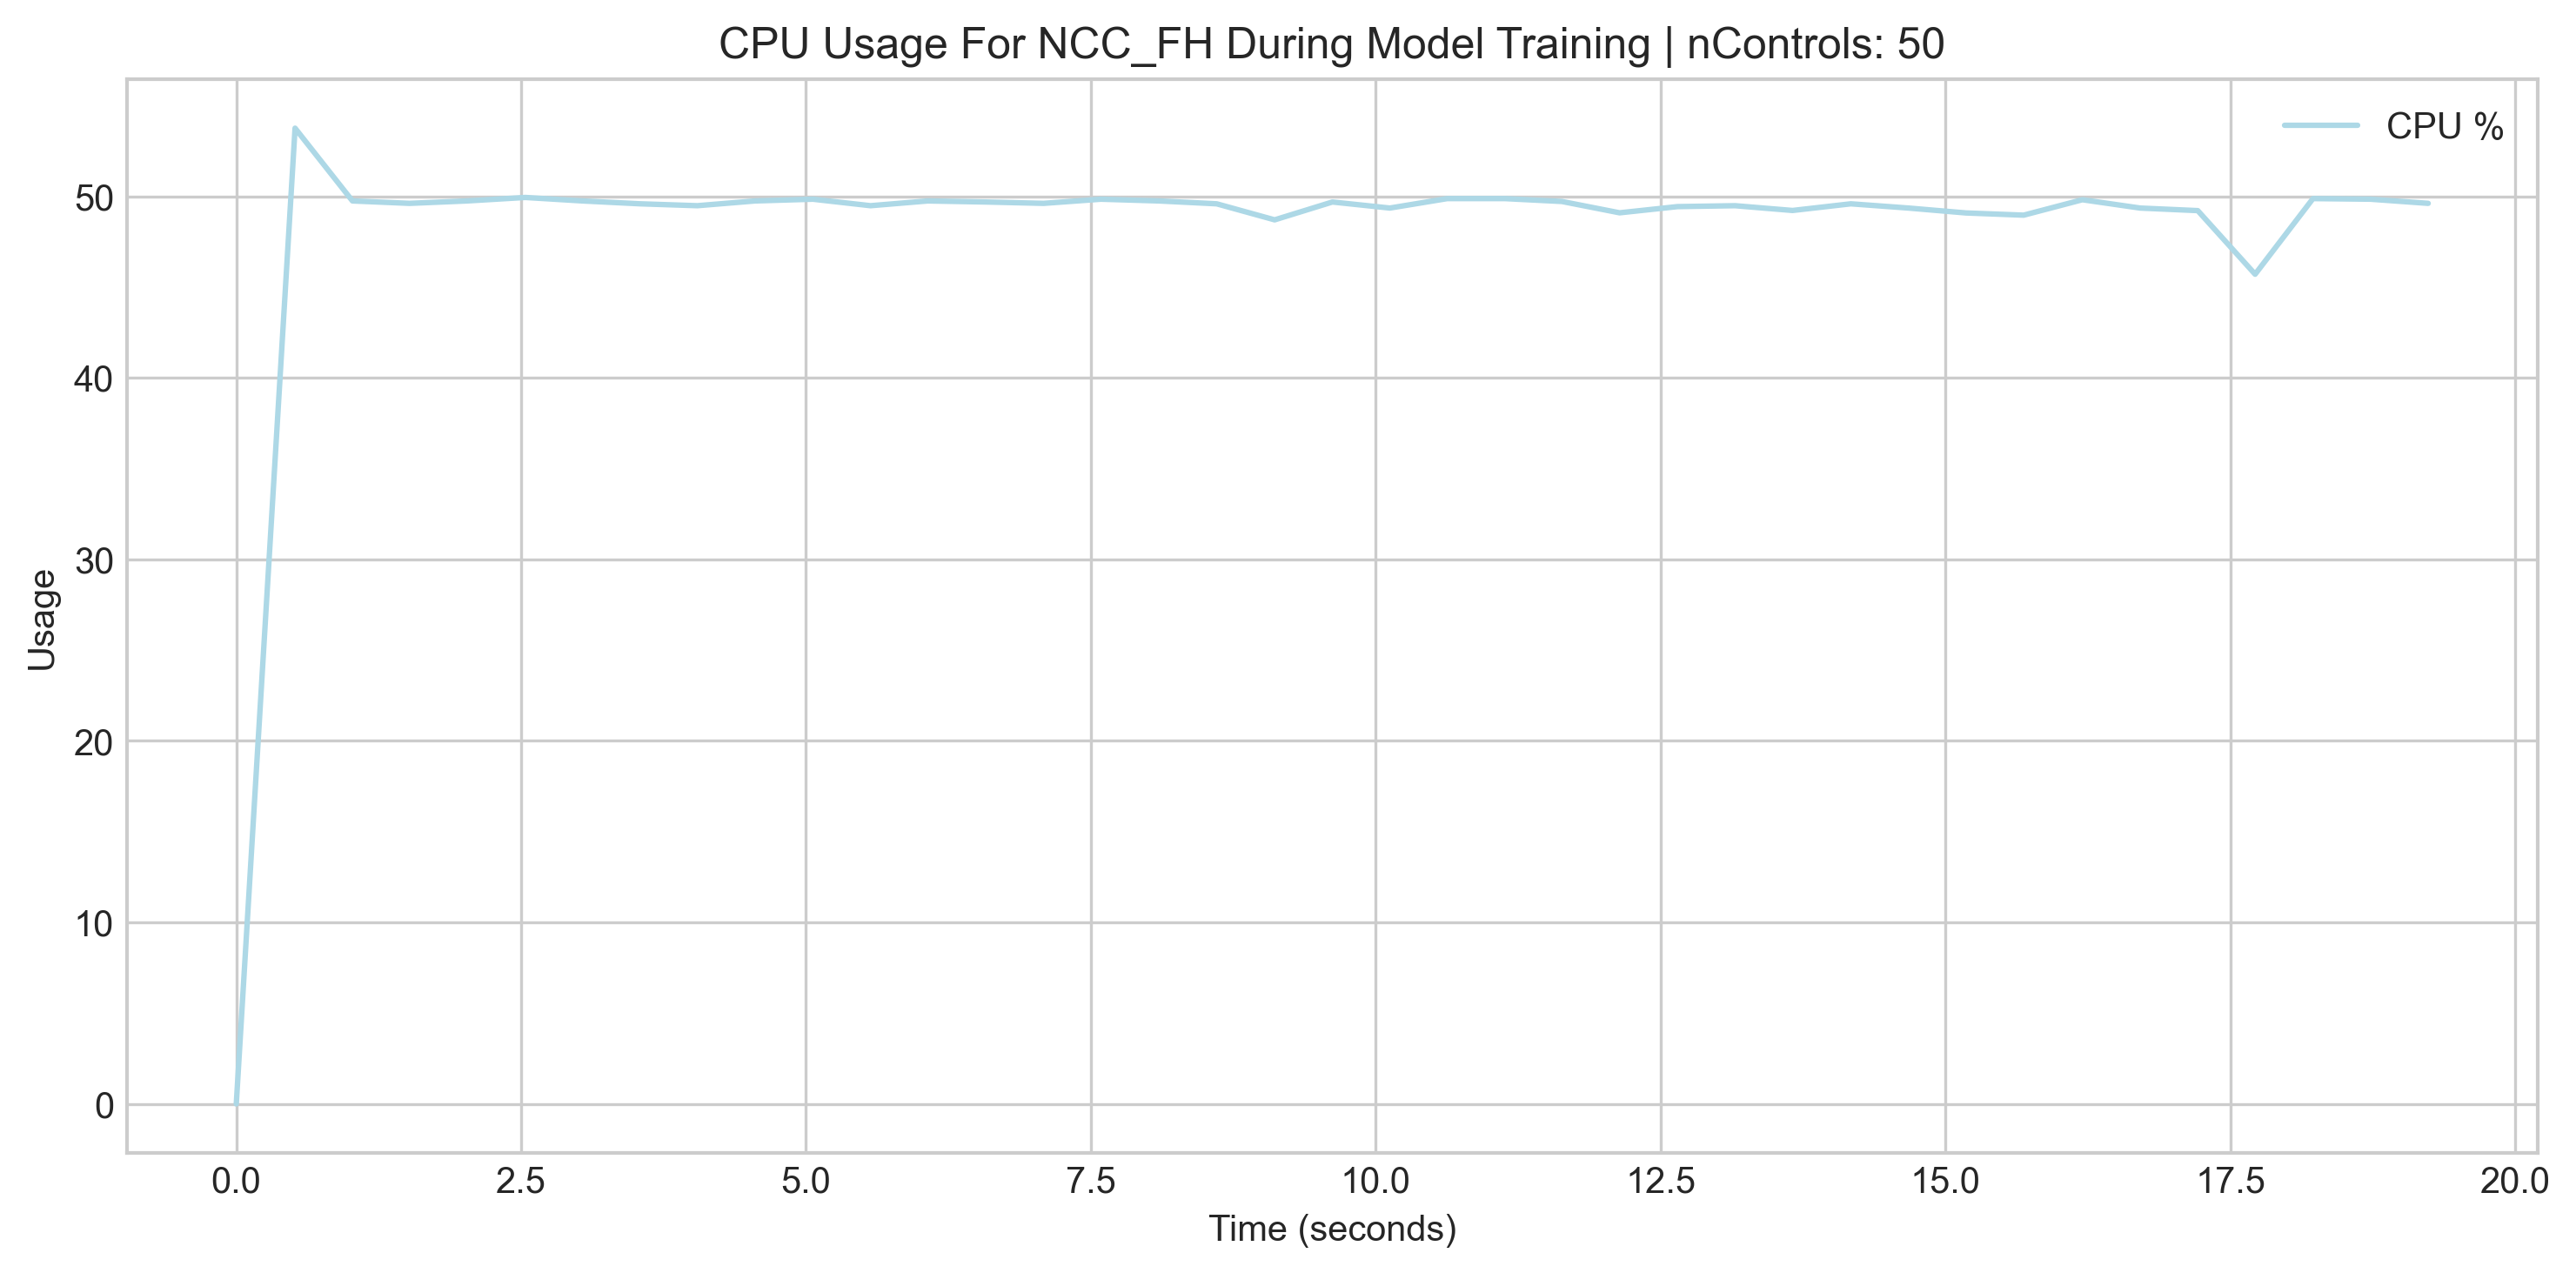 CPU Usage For NCC_FH During Model Training | nControls: 50
CPU %
50
40
30
20
10
0
Usage
0.0 2.5 5.0 7.5 10.0 12.5 15.0 17.5 20.0
Time (seconds)